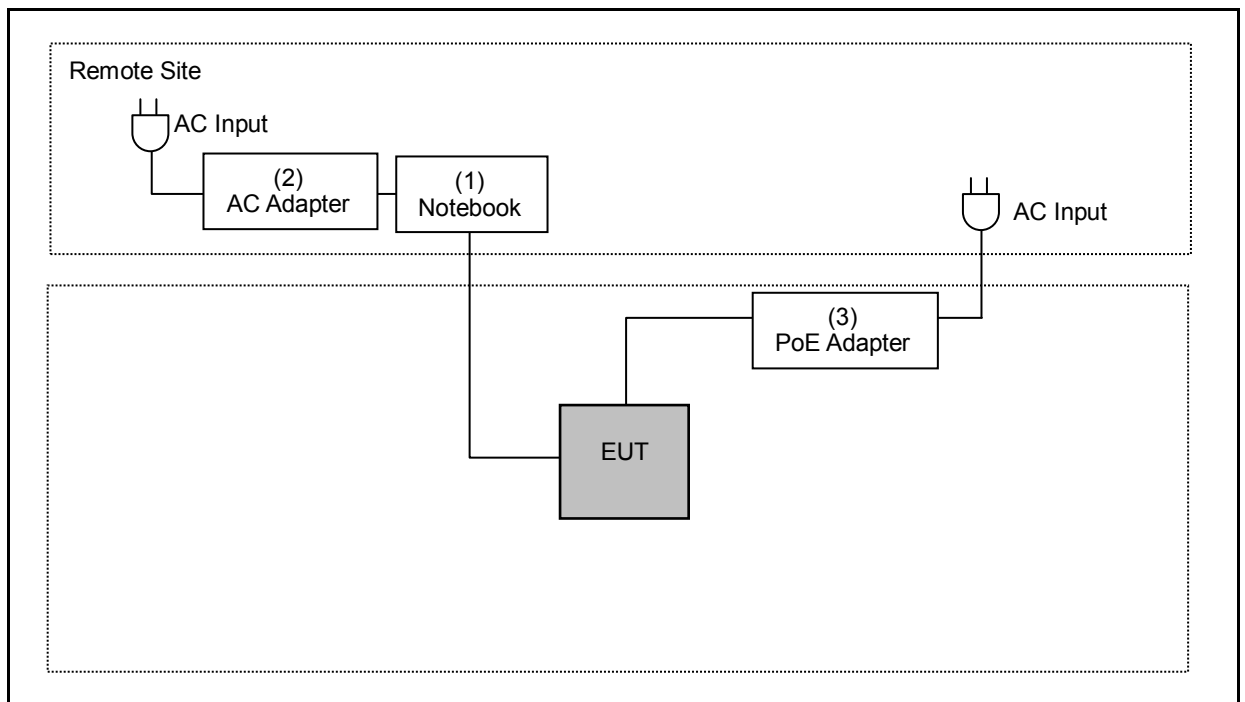 Remote Site
AC Input
(2)
AC Adapter
(1)
Notebook
AC Input
(3)
PoE Adapter
EUT